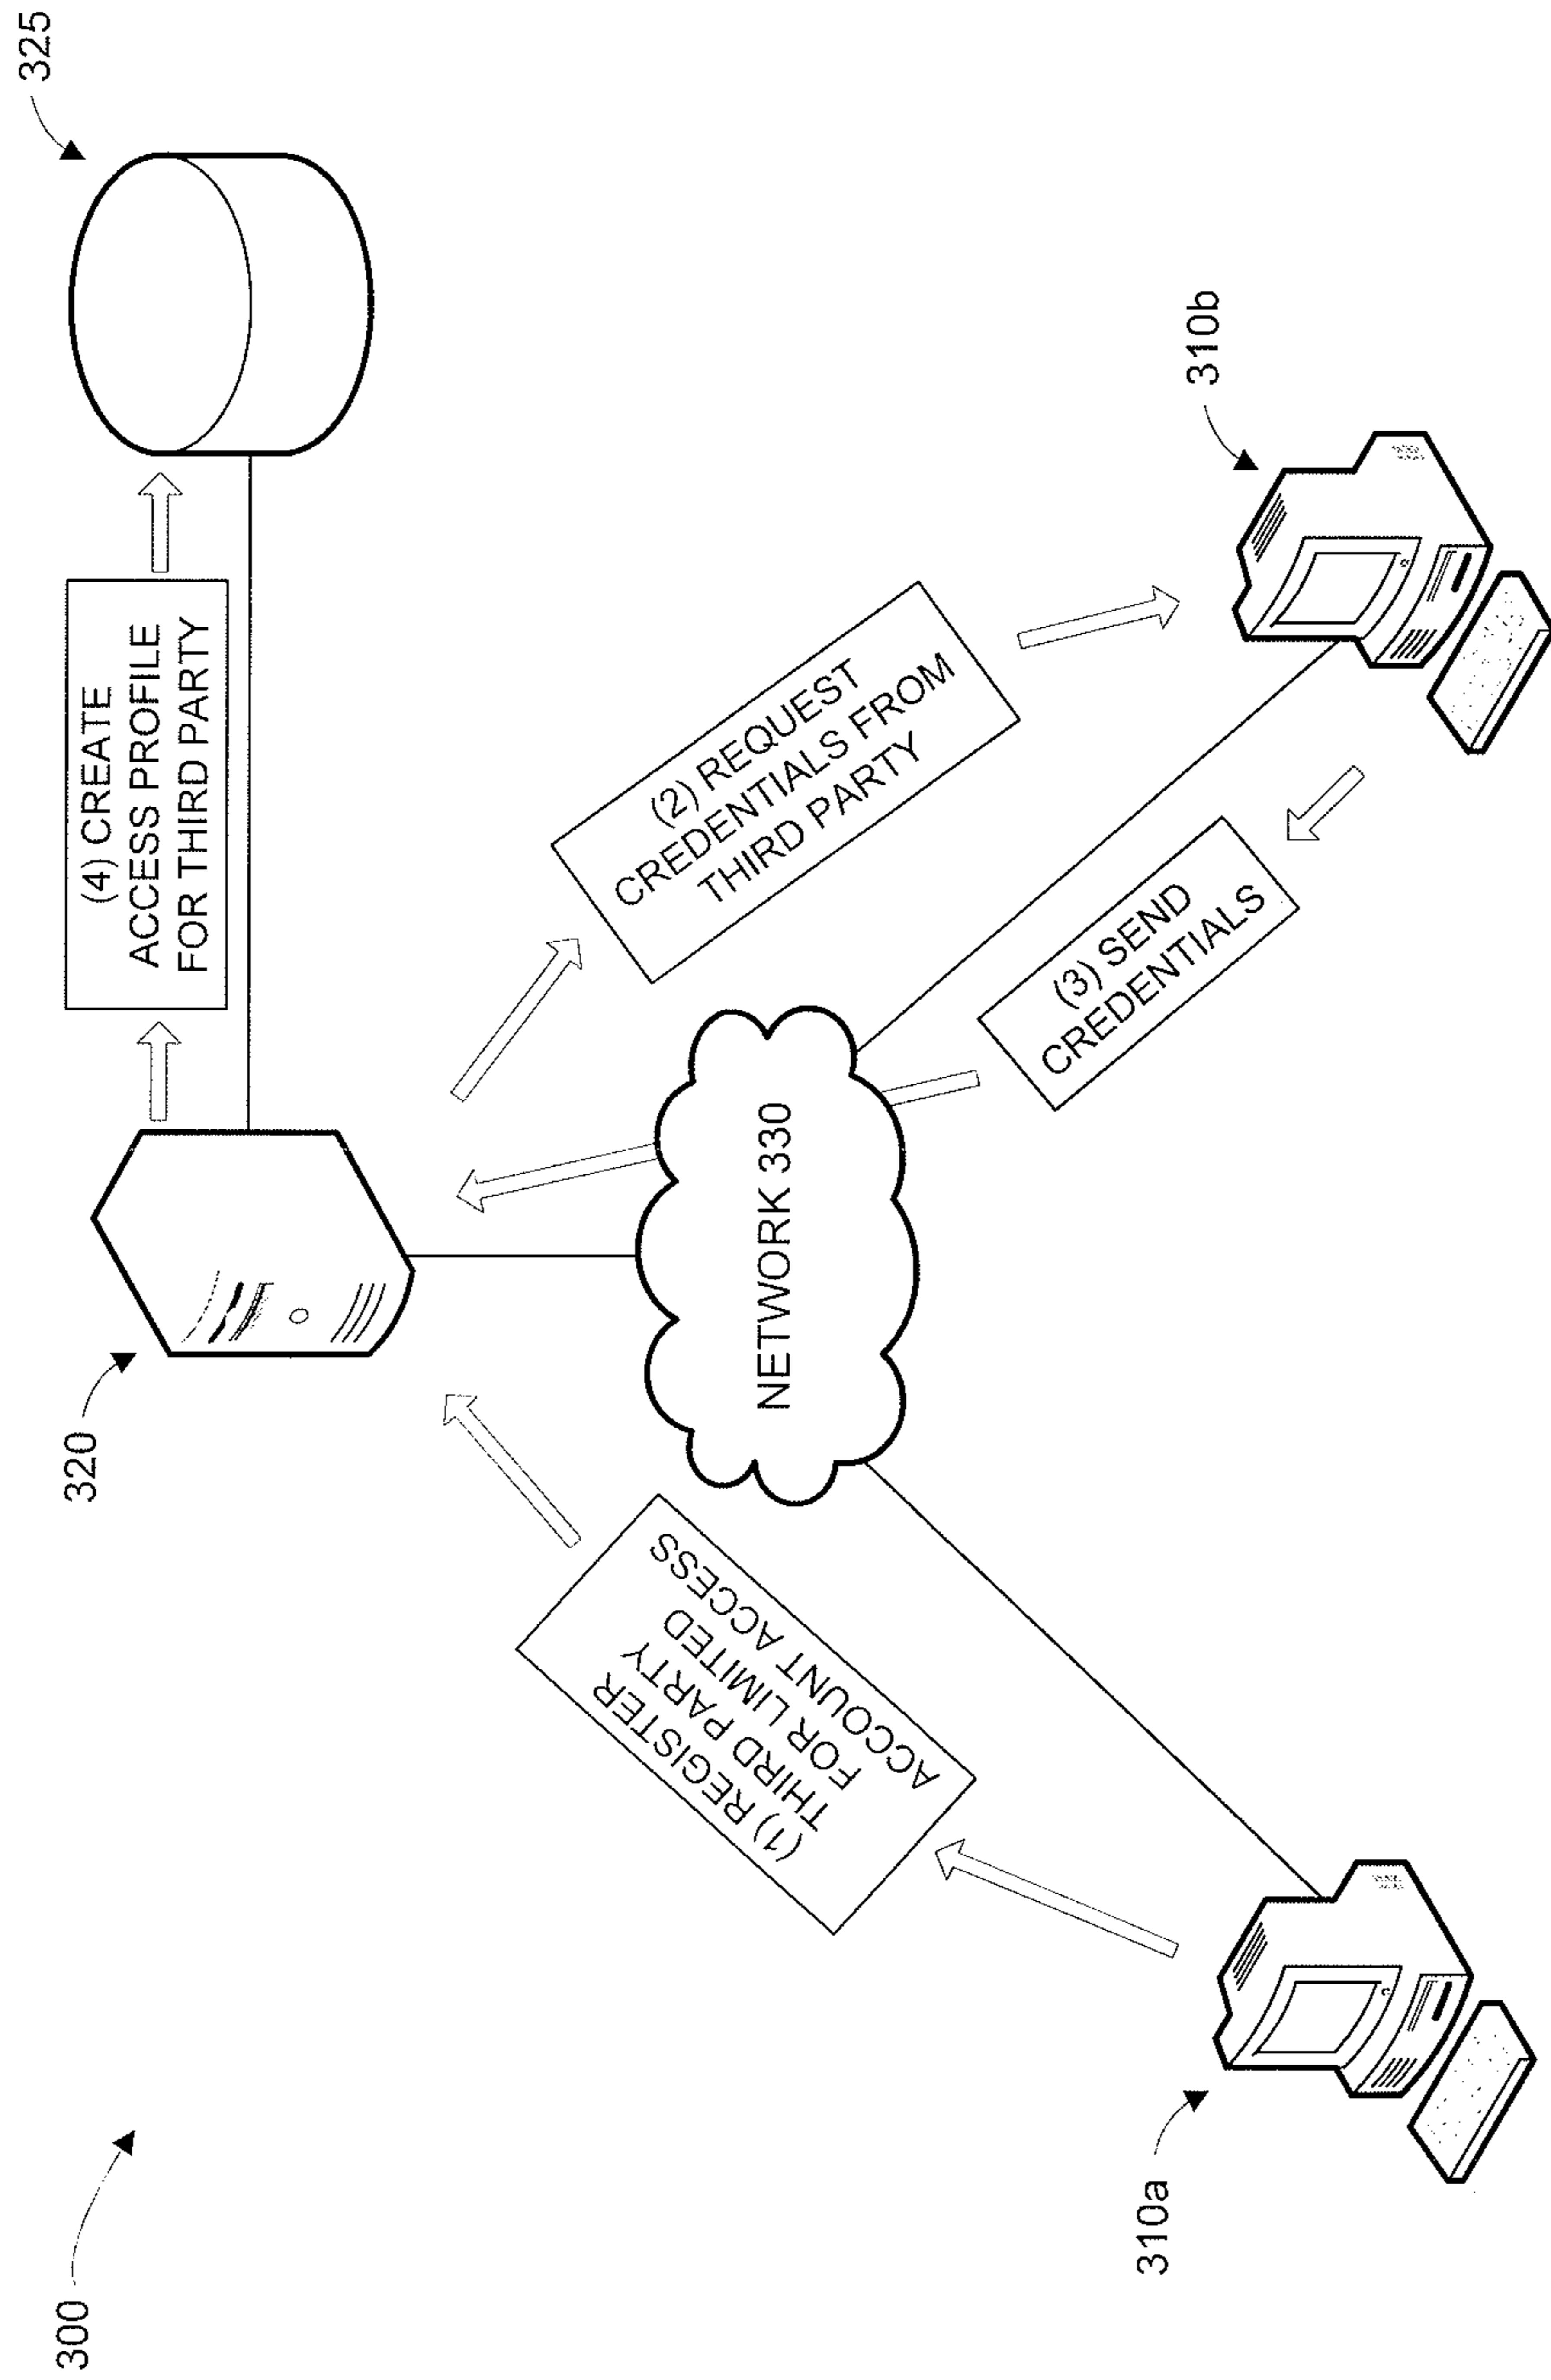 300
320
325
(4) CREATE
ACCESS PROFILE
FOR THIRD PARTY
(1) REGISTER
THIRD PARTY
FOR LIMITED
ACCOUNT ACCESS
NETWORK 330
(2) REQUEST
CREDENTIALS FROM
THIRD PARTY
(3) SEND
CREDENTIALS
310a
310b